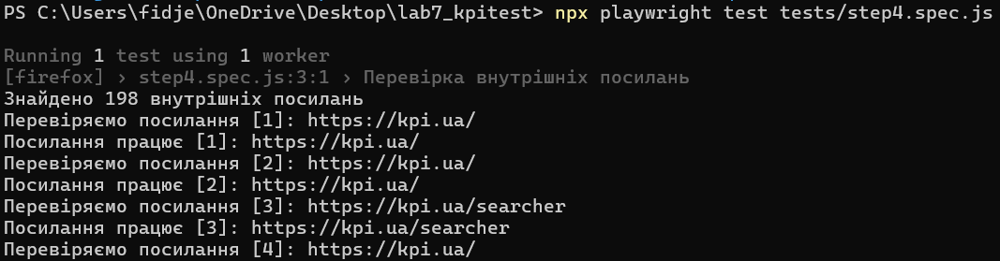 PS C:\Users\fidje\OneDrive\Desktop\lab7_kpitest> npx playwright test tests/step4.spec.js
Running 1 test using 1 worker
[firefox] › step4.spec.js:3:1 › Перевірка внутрішніх посилань
Знайдено 198 внутрішніх посилань
Перевіряємо посилання [1]: https://kpi.ua/
Посилання працює [1]: https://kpi.ua/
Перевіряємо посилання [2]: https://kpi.ua/
Посилання працює [2]: https://kpi.ua/
Перевіряємо посилання [3]: https://kpi.ua/searcher
Посилання працює [3]: https://kpi.ua/searcher
Перевіряємо посилання [4]: https://kpi.ua/